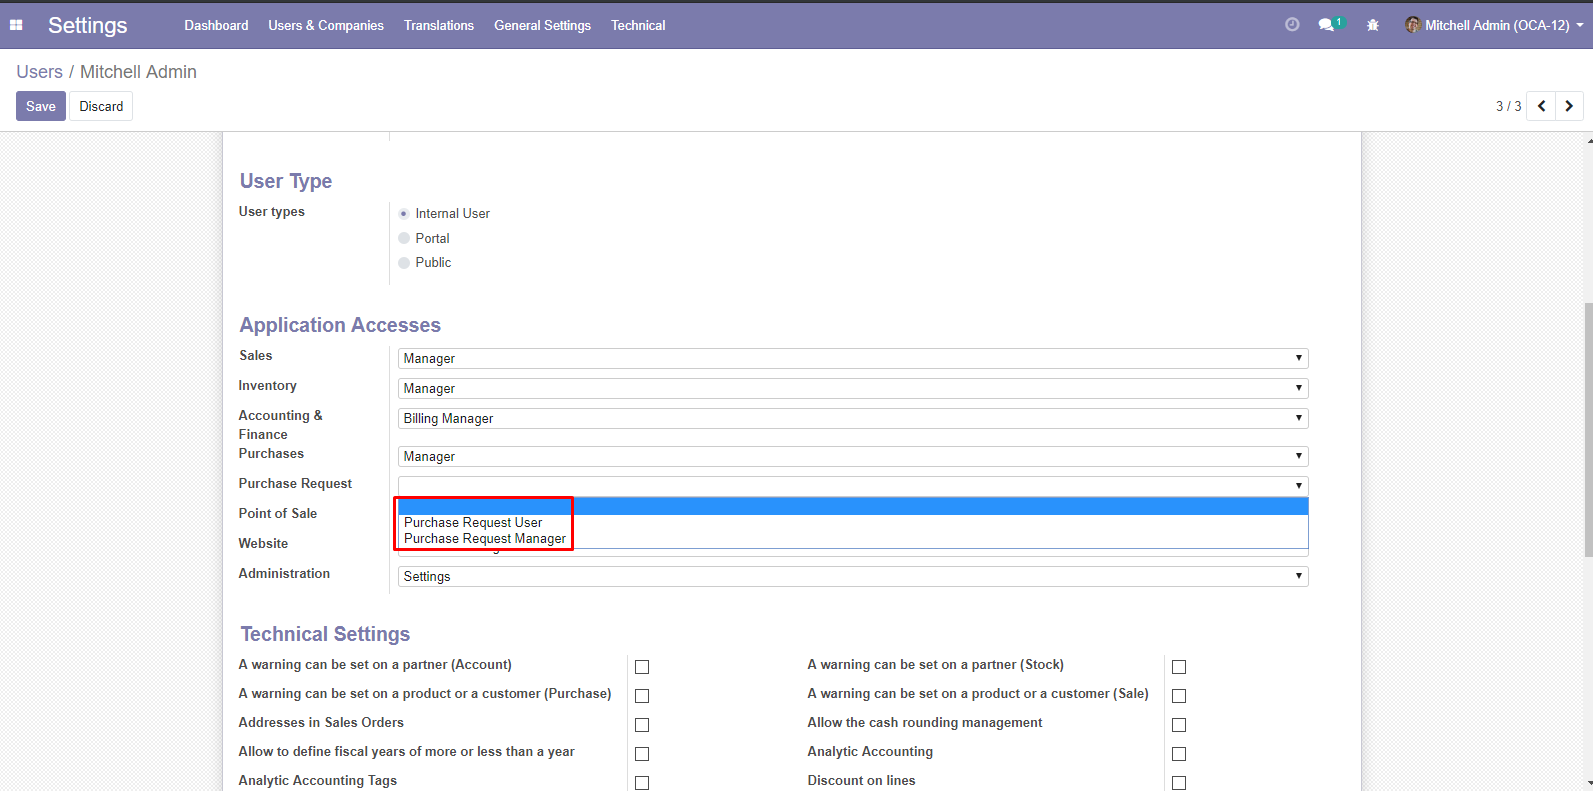 Settings
Dashboard
Users & Companies
Translations
General Settings
Technical
1
Mitchell Admin (OCA-12)
Users / Mitchell Admin
Save
Discard
3 / 3
User Type
User types
Internal User
Portal
Public
Application Accesses
Sales
Manager
Inventory
Manager
Accounting &
Finance
Billing Manager
Purchases
Manager
Purchase Request
Point of Sale
Purchase Request User
Purchase Request Manager
Website
Administration
Settings
Technical Settings
A warning can be set on a partner (Account)
A warning can be set on a partner (Stock)
A warning can be set on a product or a customer (Purchase)
A warning can be set on a product or a customer (Sale)
Addresses in Sales Orders
Allow the cash rounding management
Allow to define fiscal years of more or less than a year
Analytic Accounting
Analytic Accounting Tags
Discount on lines